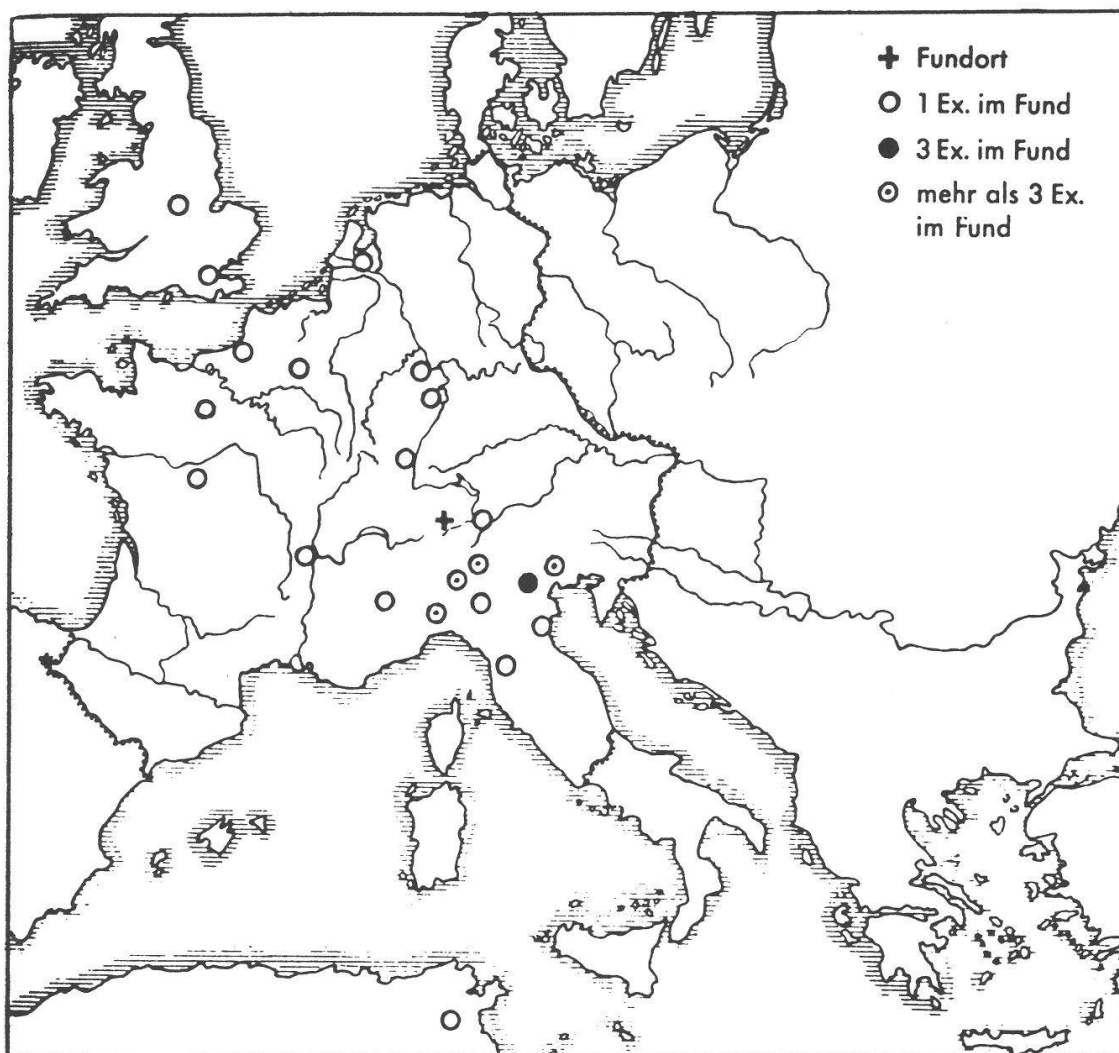 Fundort
1 Ex. im Fund
3 Ex. im Fund
mehr als 3 Ex.
im Fund